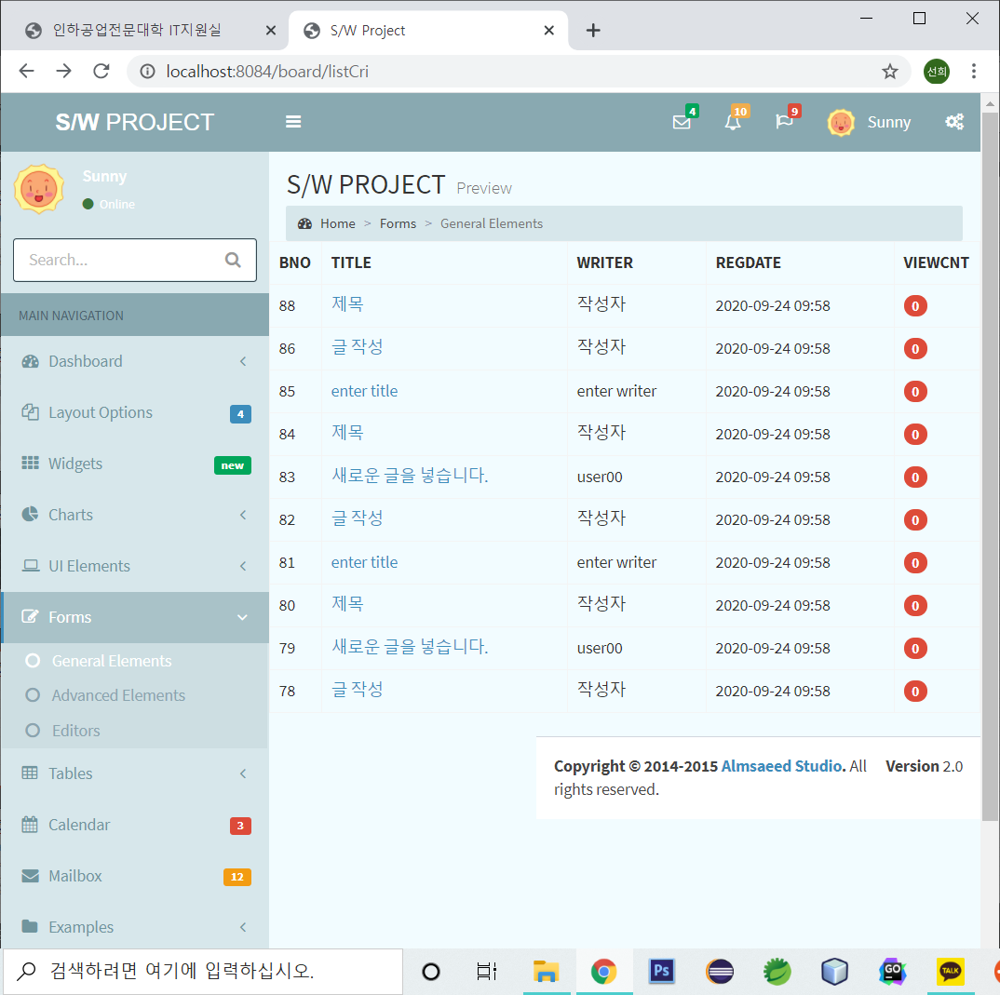 인하공업전문대학 IT지원실
S/W Project
localhost:8084/board/listCri
선희
S/W PROJECT
4
10
9
Sunny
Sunny
Online
Search...
MAIN NAVIGATION
Dashboard
Layout Options 4
Widgets new
Charts
UI Elements
Forms
General Elements
Advanced Elements
Editors
Tables
Calendar 3
Mailbox 12
Examples
S/W PROJECT Preview
Home > Forms > General Elements
BNO TITLE WRITER REGDATE VIEWCNT
88 제목 작성자 2020-09-24 09:58 0
86 글 작성 작성자 2020-09-24 09:58 0
85 enter title enter writer 2020-09-24 09:58 0
84 제목 작성자 2020-09-24 09:58 0
83 새로운 글을 넣습니다. user00 2020-09-24 09:58 0
82 글 작성 작성자 2020-09-24 09:58 0
81 enter title enter writer 2020-09-24 09:58 0
80 제목 작성자 2020-09-24 09:58 0
79 새로운 글을 넣습니다. user00 2020-09-24 09:58 0
78 글 작성 작성자 2020-09-24 09:58 0
Copyright © 2014-2015 Almsaeed Studio. All Version 2.0
rights reserved.
검색하려면 여기에 입력하십시오.
Ps
GO
TALK